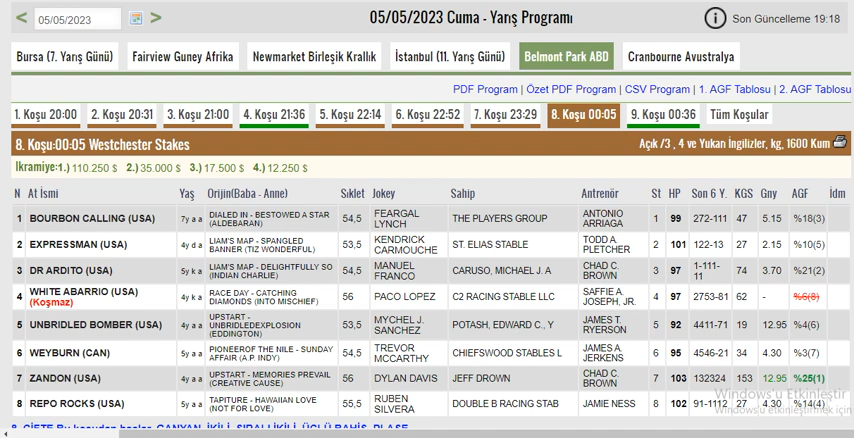 < 05/05/2023 > 05/05/2023 Cuma - Yarış Programı Son Güncelleme 19:18
Bursa (7. Yarış Günü) Fairview Guney Afrika Newmarket Birleşik Krallık İstanbul (11. Yarış Günü) Belmont Park ABD Cranbourne Avustralya
PDF Program | Özet PDF Program | CSV Program | 1. AGF Tablosu | 2. AGF Tablosu
1. Koşu 20:00 2. Koşu 20:31 3. Koşu 21:00 4. Koşu 21:36 5. Koşu 22:14 6. Koşu 22:52 7. Koşu 23:29 8. Koşu 00:05 9. Koşu 00:36 Tüm Koşular
8. Koşu:00:05 Westchester Stakes Açık /3 , 4 ve Yukarı İngilizler, kg, 1600 Kum
İkramiye:1.) 110.250 $ 2.) 35.000 $ 3.) 17.500 $ 4.) 12.250 $
N At İsmi Yaş Orijin(Baba - Anne) Sıklet Jokey Sahip Antrenör St HP Son 6 Y. KGS Gny AGF İdm
1 BOURBON CALLING (USA) 7y a a DIALED IN - BESTOWED A STAR (ALDEBARAN) 54,5 FEARGAL LYNCH THE PLAYERS GROUP ANTONIO ARRIAGA 1 99 272-111 47 5.15 %18(3)
2 EXPRESSMAN (USA) 4y d a LIAM'S MAP - SPANGLED BANNER (TIZ WONDERFUL) 53,5 KENDRICK CARMOUCHE ST. ELIAS STABLE TODD A. PLETCHER 2 101 122-13 27 2.15 %10(5)
3 DR ARDITO (USA) 5y k a LIAM'S MAP - DELIGHTFULLY SO (INDIAN CHARLIE) 54,5 MANUEL FRANCO CARUSO, MICHAEL J. A CHAD C. BROWN 3 97 1-111-11 74 3.70 %21(2)
4 WHITE ABARRIO (USA) (Koşmaz) 4y k a RACE DAY - CATCHING DIAMONDS (INTO MISCHIEF) 56 PACO LOPEZ C2 RACING STABLE LLC SAFFIE A. JOSEPH, JR. 4 97 2753-81 62 - %6(8)
5 UNBRIDLED BOMBER (USA) 4y a a UPSTART - UNBRIDLEDEXPLOSION (EDDINGTON) 53,5 MYCHEL J. SANCHEZ POTASH, EDWARD C., Y JAMES T. RYERSON 5 92 4411-71 19 12.95 %4(6)
6 WEYBURN (CAN) 5y a a PIONEEROF THE NILE - SUNDAY AFFAIR (A.P. INDY) 54,5 TREVOR MCCARTHY CHIEFSWOOD STABLES L JAMES A. JERKENS 6 95 4546-21 34 4.30 %3(7)
7 ZANDON (USA) 4y a a UPSTART - MEMORIES PREVAIL (CREATIVE CAUSE) 56 DYLAN DAVIS JEFF DROWN CHAD C. BROWN 7 103 132324 153 12.95 %25(1)
8 REPO ROCKS (USA) 5y a a TAPITURE - HAWAIIAN LOVE (NOT FOR LOVE) 55,5 RUBEN SILVERA DOUBLE B RACING STAB JAMIE NESS 8 102 91-1112 27 4.30 %14(4)
Windows'u Etkinleştir
Windows'u etkinleştirmek için